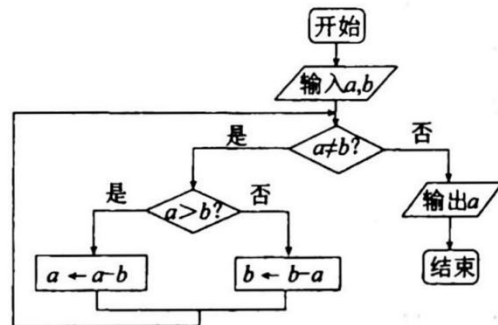 开始
输入a,b
是 a≠b? 否
是 a>b? 否
输出a
a ← a-b
b ← b-a
结束